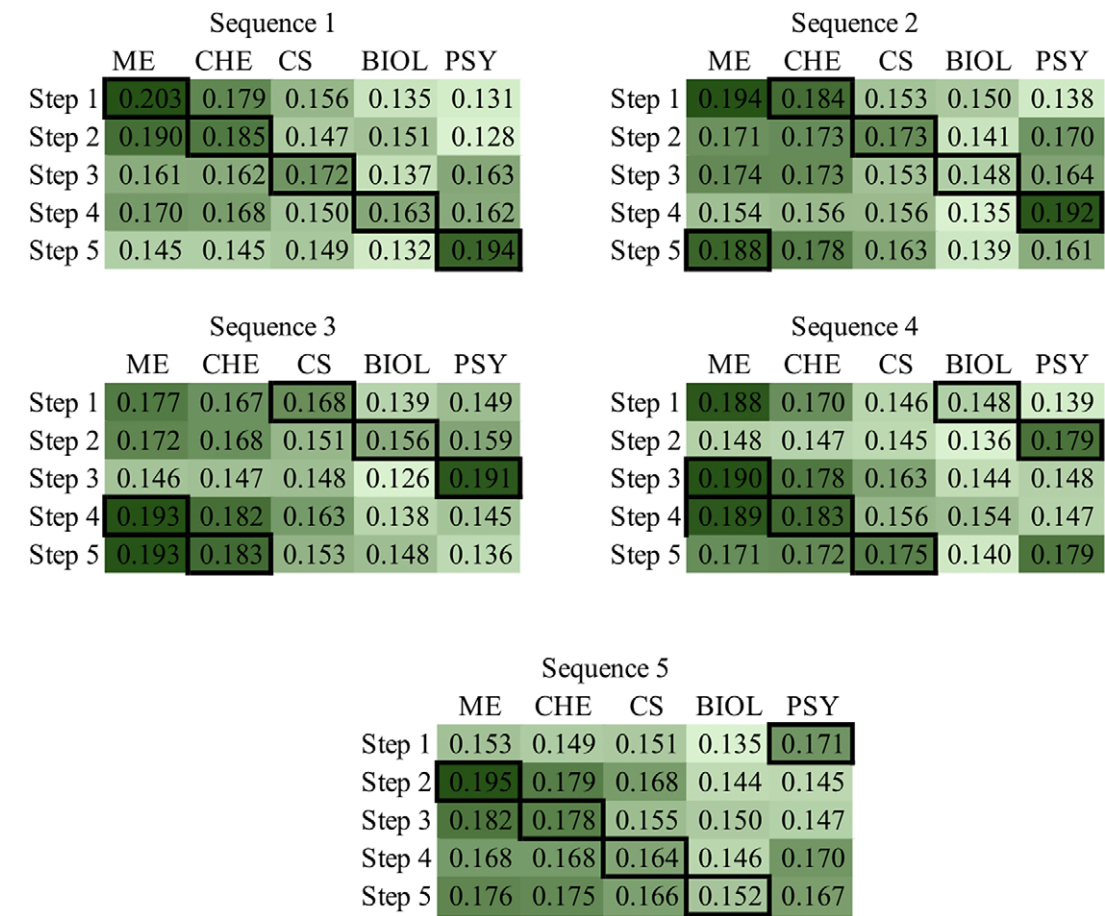 Sequence 1
ME CHE CS BIOL PSY
Step 1 0.203 0.179 0.156 0.135 0.131
Step 2 0.190 0.185 0.147 0.151 0.128
Step 3 0.161 0.162 0.172 0.137 0.163
Step 4 0.170 0.168 0.150 0.163 0.162
Step 5 0.145 0.145 0.149 0.132 0.194
Sequence 2
ME CHE CS BIOL PSY
Step 1 0.194 0.184 0.153 0.150 0.138
Step 2 0.171 0.173 0.173 0.141 0.170
Step 3 0.174 0.173 0.153 0.148 0.164
Step 4 0.154 0.156 0.156 0.135 0.192
Step 5 0.188 0.178 0.163 0.139 0.161
Sequence 3
ME CHE CS BIOL PSY
Step 1 0.177 0.167 0.168 0.139 0.149
Step 2 0.172 0.168 0.151 0.156 0.159
Step 3 0.146 0.147 0.148 0.126 0.191
Step 4 0.193 0.182 0.163 0.138 0.145
Step 5 0.193 0.183 0.153 0.148 0.136
Sequence 4
ME CHE CS BIOL PSY
Step 1 0.188 0.170 0.146 0.148 0.139
Step 2 0.148 0.147 0.145 0.136 0.179
Step 3 0.190 0.178 0.163 0.144 0.148
Step 4 0.189 0.183 0.156 0.154 0.147
Step 5 0.171 0.172 0.175 0.140 0.179
Sequence 5
ME CHE CS BIOL PSY
Step 1 0.153 0.149 0.151 0.135 0.171
Step 2 0.195 0.179 0.168 0.144 0.145
Step 3 0.182 0.178 0.155 0.150 0.147
Step 4 0.168 0.168 0.164 0.146 0.170
Step 5 0.176 0.175 0.166 0.152 0.167